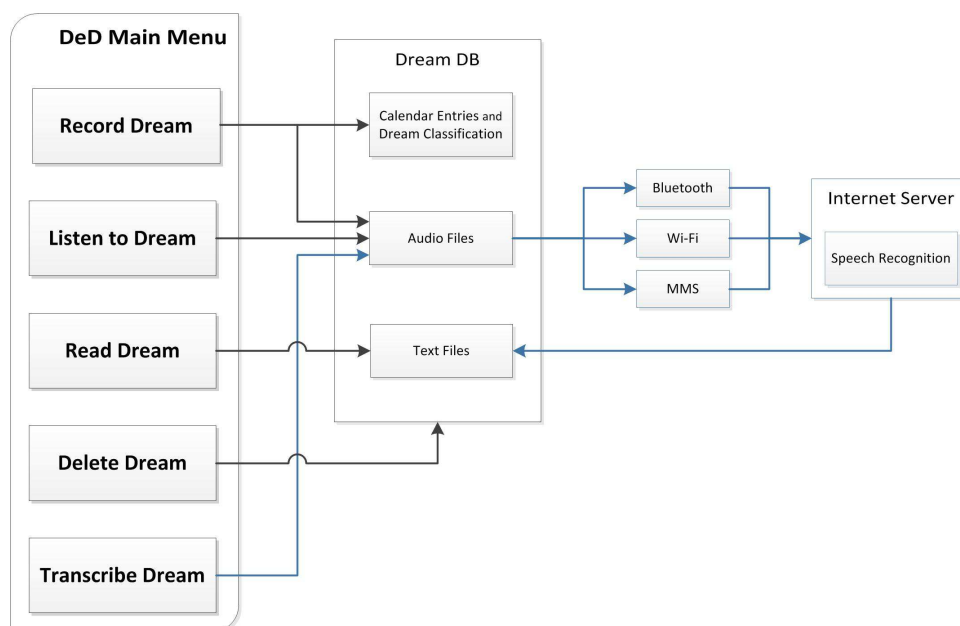 DeD Main Menu
Record Dream
Listen to Dream
Read Dream
Delete Dream
Transcribe Dream
Dream DB
Calendar Entries and
Dream Classification
Audio Files
Text Files
Bluetooth
Wi-Fi
MMS
Internet Server
Speech Recognition